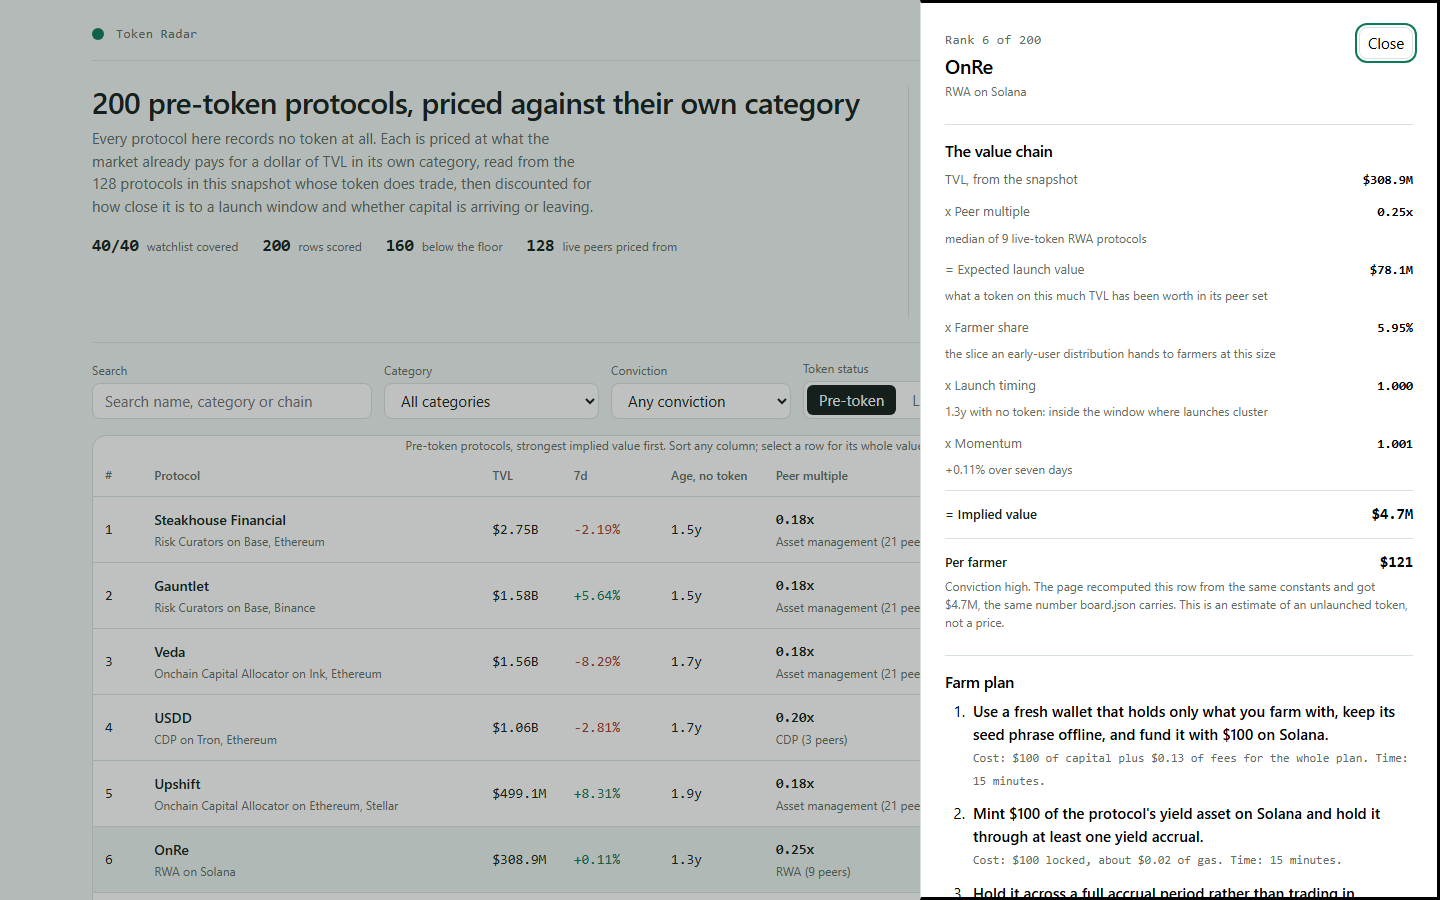 Token Radar
200 pre-token protocols, priced against their own category
Every protocol here records no token at all. Each is priced at what the
market already pays for a dollar of TVL in its own category, read from the
128 protocols in this snapshot whose token does trade, then discounted for
how close it is to a launch window and whether capital is arriving or leaving.
40/40 watchlist covered 200 rows scored 160 below the floor 128 live peers priced from
Search Category Conviction Token status
Search name, category or chain All categories Any conviction Pre-token L
Pre-token protocols, strongest implied value first. Sort any column; select a row for its whole value
# Protocol TVL 7d Age, no token Peer multiple
1 Steakhouse Financial $2.75B -2.19% 1.5y 0.18x
Risk Curators on Base, Ethereum Asset management (21 pee
2 Gauntlet $1.58B +5.64% 1.5y 0.18x
Risk Curators on Base, Binance Asset management (21 pee
3 Veda $1.56B -8.29% 1.7y 0.18x
Onchain Capital Allocator on Ink, Ethereum Asset management (21 pee
4 USDD $1.06B -2.81% 1.7y 0.20x
CDP on Tron, Ethereum CDP (3 peers)
5 Upshift $499.1M +8.31% 1.9y 0.18x
Onchain Capital Allocator on Ethereum, Stellar Asset management (21 pee
6 OnRe $308.9M +0.11% 1.3y 0.25x
RWA on Solana RWA (9 peers)
Rank 6 of 200
Close
OnRe
RWA on Solana
The value chain
TVL, from the snapshot $308.9M
x Peer multiple 0.25x
median of 9 live-token RWA protocols
= Expected launch value $78.1M
what a token on this much TVL has been worth in its peer set
x Farmer share 5.95%
the slice an early-user distribution hands to farmers at this size
x Launch timing 1.000
1.3y with no token: inside the window where launches cluster
x Momentum 1.001
+0.11% over seven days
= Implied value $4.7M
Per farmer $121
Conviction high. The page recomputed this row from the same constants and got
$4.7M, the same number board.json carries. This is an estimate of an unlaunched token,
not a price.
Farm plan
1. Use a fresh wallet that holds only what you farm with, keep its
seed phrase offline, and fund it with $100 on Solana.
Cost: $100 of capital plus $0.13 of fees for the whole plan. Time:
15 minutes.
2. Mint $100 of the protocol's yield asset on Solana and hold it
through at least one yield accrual.
Cost: $100 locked, about $0.02 of gas. Time: 15 minutes.
3. Hold it across a full accrual period rather than trading in